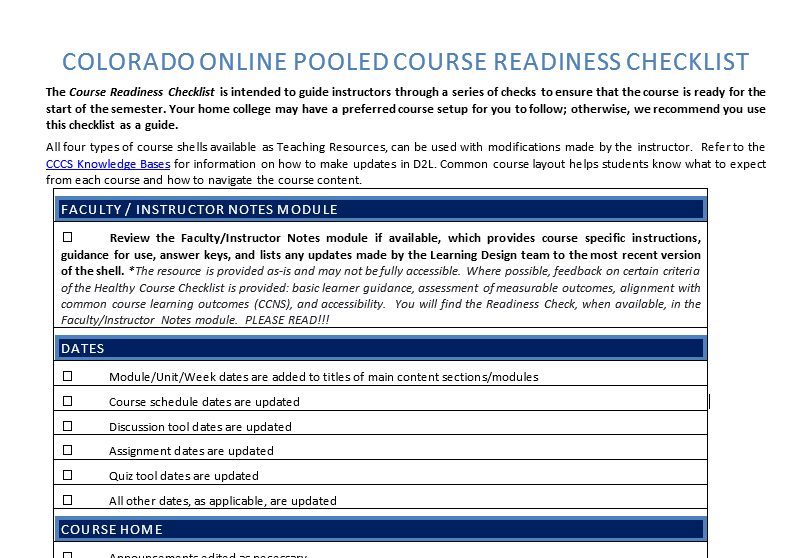 COLORADO ONLINE POOLED COURSE READINESS CHECKLIST
The Course Readiness Checklist is intended to guide instructors through a series of checks to ensure that the course is ready for the
start of the semester. Your home college may have a preferred course setup for you to follow; otherwise, we recommend you use
this checklist as a guide.
All four types of course shells available as Teaching Resources, can be used with modifications made by the instructor. Refer to the
CCCS Knowledge Bases for information on how to make updates in D2L. Common course layout helps students know what to expect
from each course and how to navigate the course content.
FACULTY / INSTRUCTOR NOTES MODULE
☐ Review the Faculty/Instructor Notes module if available, which provides course specific instructions,
guidance for use, answer keys, and lists any updates made by the Learning Design team to the most recent version
of the shell. *The resource is provided as-is and may not be fully accessible. Where possible, feedback on certain criteria
of the Healthy Course Checklist is provided: basic learner guidance, assessment of measurable outcomes, alignment with
common course learning outcomes (CCNS), and accessibility. You will find the Readiness Check, when available, in the
Faculty/Instructor Notes module. PLEASE READ!!!
DATES
☐ Module/Unit/Week dates are added to titles of main content sections/modules
☐ Course schedule dates are updated
☐ Discussion tool dates are updated
☐ Assignment dates are updated
☐ Quiz tool dates are updated
☐ All other dates, as applicable, are updated
COURSE HOME
☐ Announcements edited as necessary